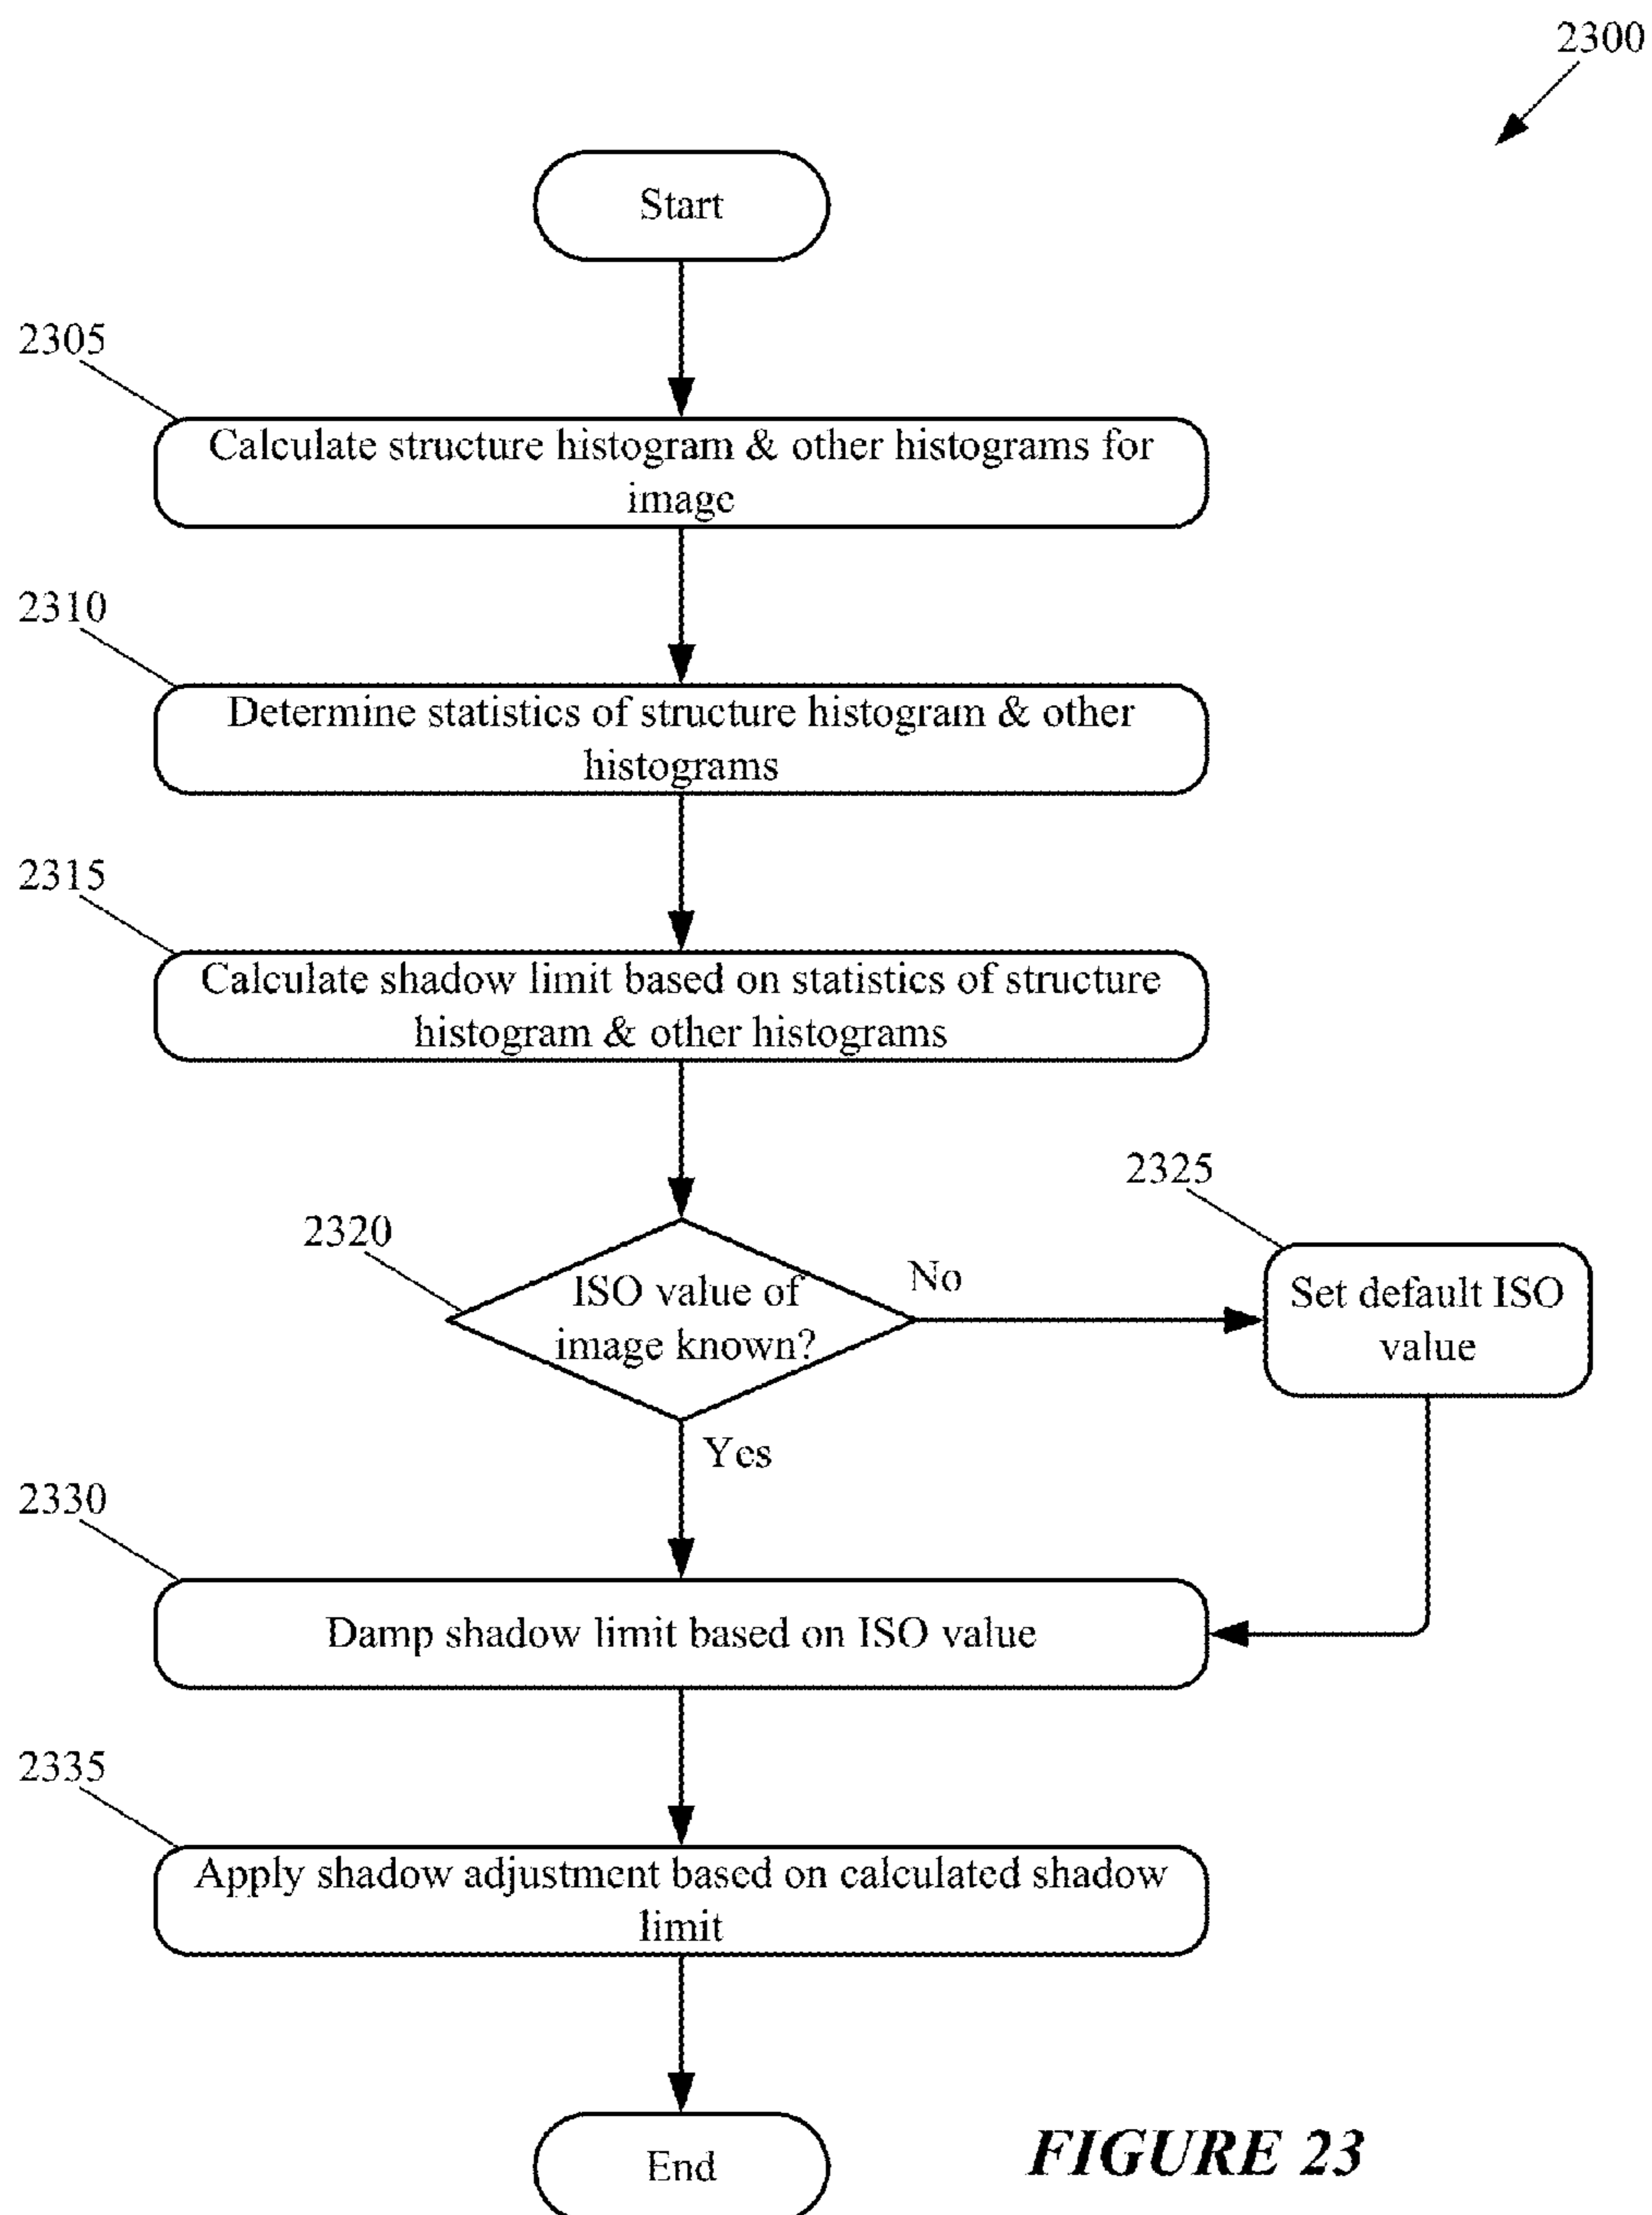 2300
Start
2305
Calculate structure histogram & other histograms for
image
2310
Determine statistics of structure histogram & other
histograms
2315
Calculate shadow limit based on statistics of structure
histogram & other histograms
2320
ISO value of
image known?
No
2325
Set default ISO
value
Yes
2330
Damp shadow limit based on ISO value
2335
Apply shadow adjustment based on calculated shadow
limit
End
FIGURE 23